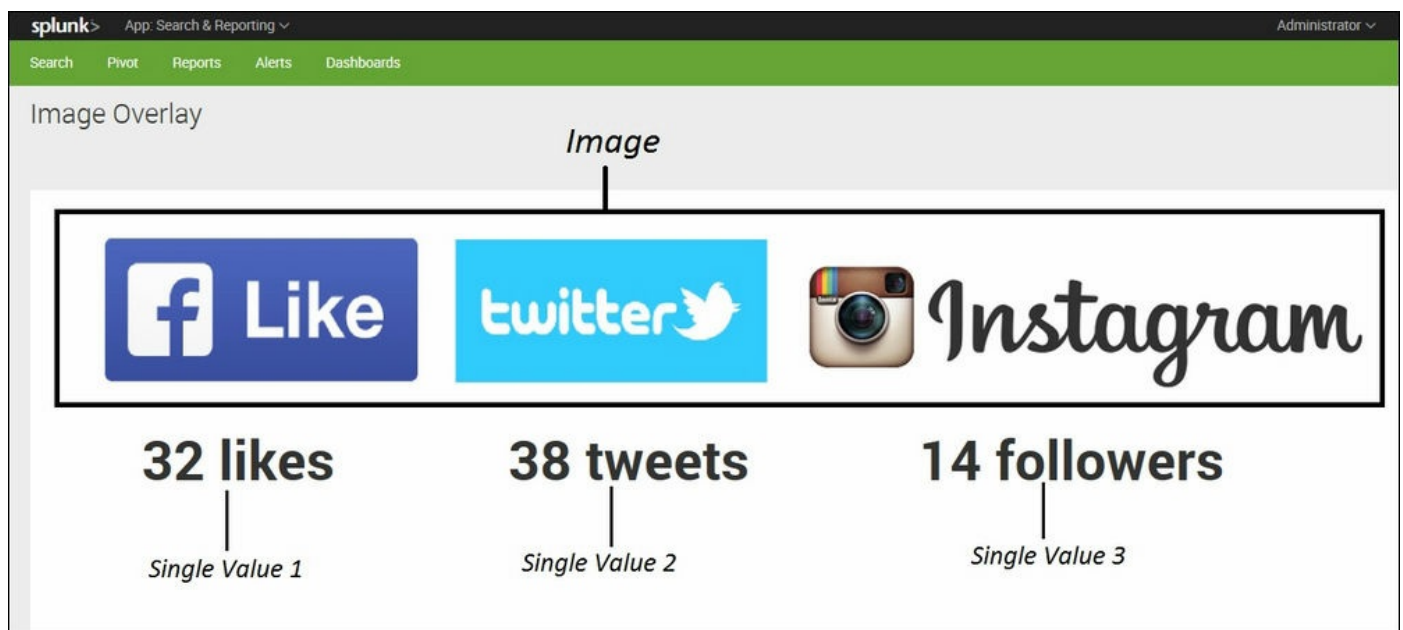 splunk> App: Search & Reporting Administrator
Search Pivot Reports Alerts Dashboards
Image Overlay
Image
f Like twitter Instagram
32 likes 38 tweets 14 followers
Single Value 1 Single Value 2 Single Value 3